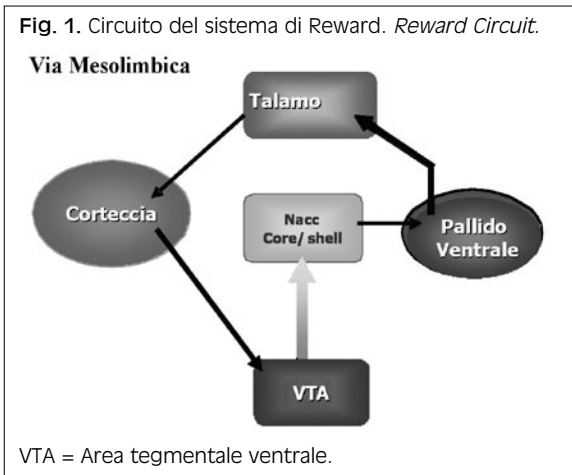 Fig. 1. Circuito del sistema di Reward. Reward Circuit.
Via Mesolimbica
Talamo
Corteccia
Nacc
Core/ shell
Pallido
Ventrale
VTA
VTA = Area tegmentale ventrale.